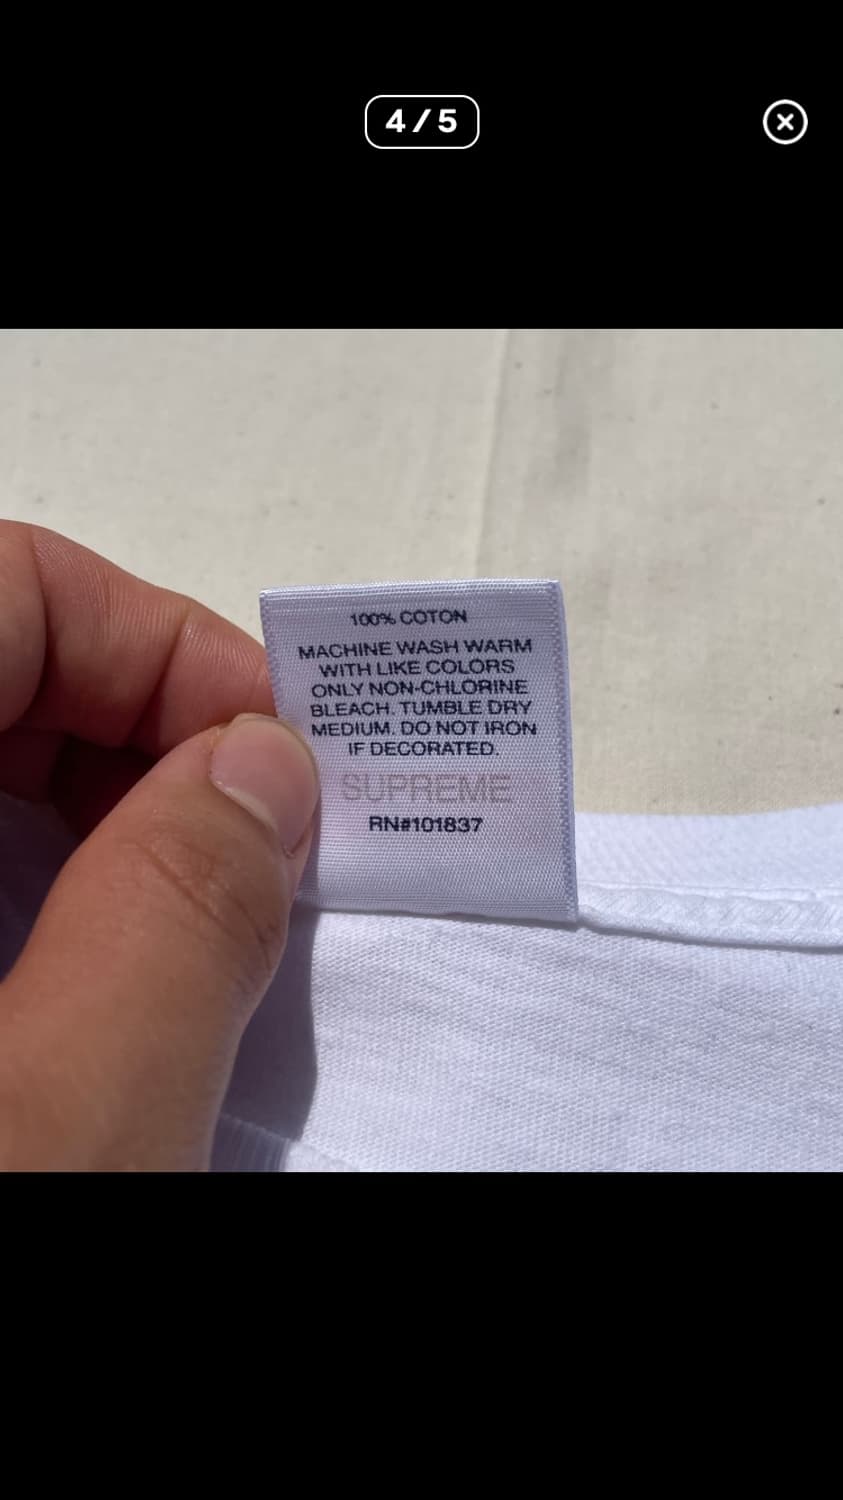 4/5
100% COTON
MACHINE WASH WARM
WITH LIKE COLORS
ONLY NON-CHLORINE
BLEACH. TUMBLE DRY
MEDIUM. DO NOT IRON
IF DECORATED.
SUPREME
RN#101837